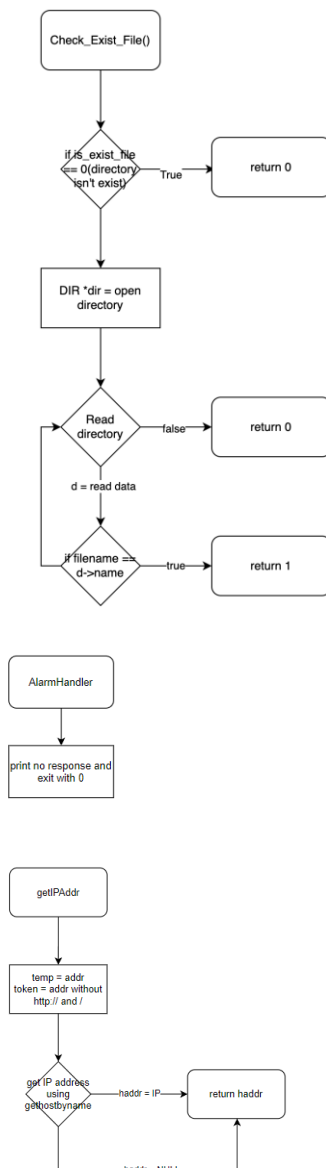 Check_Exist_File()
if is_exist_file
== 0(directory
isn't exist)
True
return 0
DIR *dir = open
directory
Read
directory
false
return 0
d = read data
if filename ==
d->name
true
return 1
AlarmHandler
print no response and
exit with 0
getIPAddr
temp = addr
token = addr without
http:// and /
get IP address
using
gethostbyname
haddr = IP
return haddr